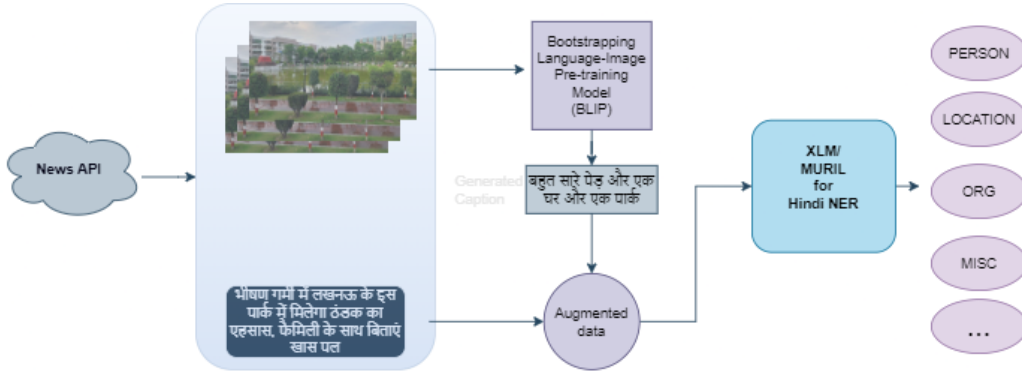 News API
भीषण गर्मी में लखनऊ के इस
पार्क में मिलेगा ठंडक का
एहसास, फैमिली के साथ बिताएं
खास पल
Bootstrapping
Language-Image
Pre-training
Model
(BLIP)
Generated
Caption
बहुत सारे पेड़ और एक
घर और एक पार्क
Augmented
data
XLM/
MURIL
for
Hindi NER
PERSON
LOCATION
ORG
MISC
...